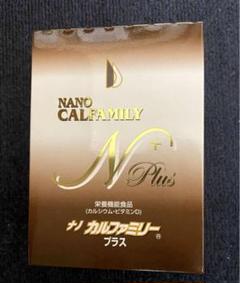 NANO
CALFAMILY
N+
Plus
栄養機能食品
(カルシウム・ビタミンD)
ナノ カルファミリー®
プラス